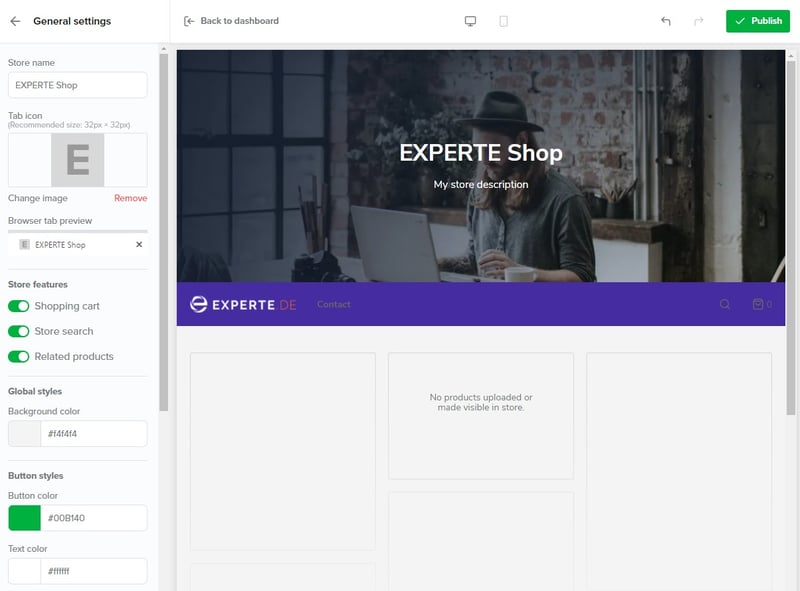 General settings
Back to dashboard
Publish
Store name
EXPERTE Shop
Tab icon
(Recommended size: 32px × 32px)
E
Change image
Remove
Browser tab preview
E EXPERTE Shop
Store features
Shopping cart
Store search
Related products
Global styles
Background color
#f4f4f4
Button styles
Button color
#00B140
Text color
#ffffff
EXPERTE Shop
My store description
EXPERTE.DE
Contact
0
No products uploaded or
made visible in store.